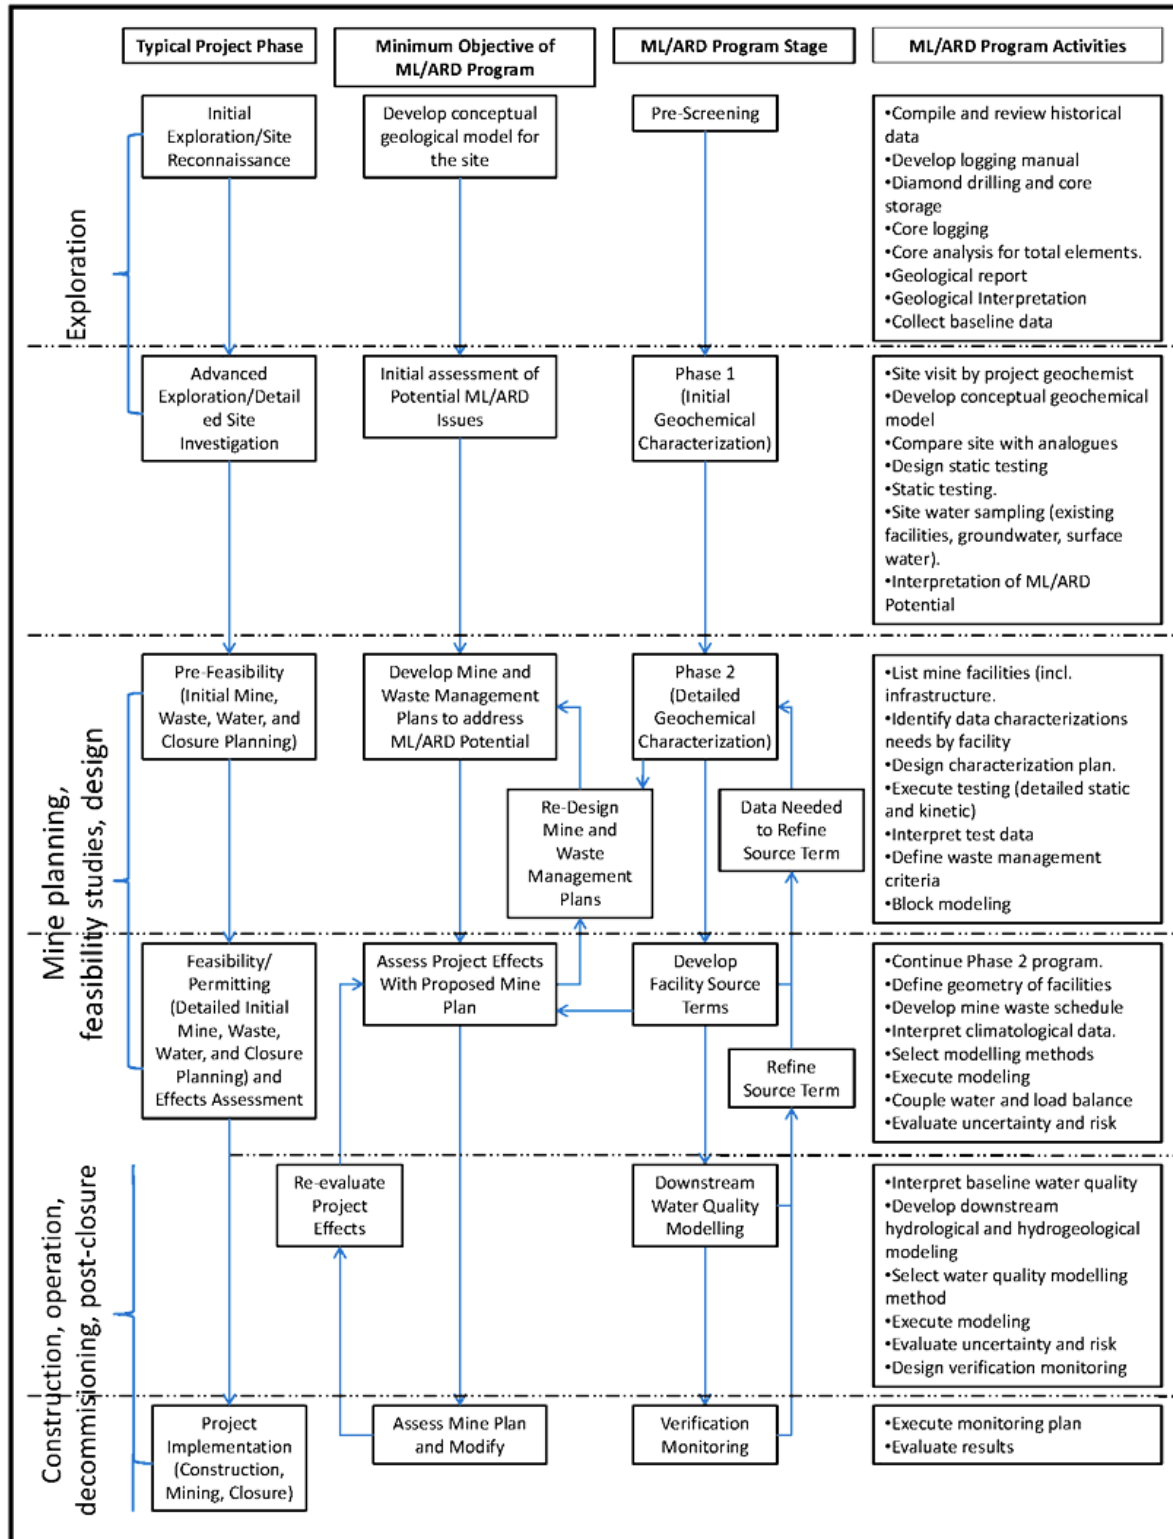 Typical Project Phase
Minimum Objective of
ML/ARD Program
ML/ARD Program Stage
ML/ARD Program Activities
Exploration
Initial
Exploration/Site
Reconnaissance
Develop conceptual
geological model for
the site
Pre-Screening
•Compile and review historical
data
•Develop logging manual
•Diamond drilling and core
storage
•Core logging
•Core analysis for total elements.
•Geological report
•Geological Interpretation
•Collect baseline data
Advanced
Exploration/Detail
ed Site
Investigation
Initial assessment of
Potential ML/ARD
Issues
Phase 1
(Initial
Geochemical
Characterization)
•Site visit by project geochemist
•Develop conceptual geochemical
model
•Compare site with analogues
•Design static testing
•Static testing.
•Site water sampling (existing
facilities, groundwater, surface
water).
•Interpretation of ML/ARD
Potential
Mine planning,
feasibility studies, design
Pre-Feasibility
(Initial Mine,
Waste, Water, and
Closure Planning)
Develop Mine and
Waste Management
Plans to address
ML/ARD Potential
Phase 2
(Detailed
Geochemical
Characterization)
Re-Design
Mine and
Waste
Management
Plans
Data Needed
to Refine
Source Term
•List mine facilities (incl.
infrastructure.
•Identify data characterizations
needs by facility
•Design characterization plan.
•Execute testing (detailed static
and kinetic)
•Interpret test data
•Define waste management
criteria
•Block modeling
Feasibility/
Permitting
(Detailed Initial
Mine, Waste,
Water, and Closure
Planning) and
Effects Assessment
Assess Project Effects
With Proposed Mine
Plan
Develop
Facility Source
Terms
Refine
Source Term
•Continue Phase 2 program.
•Define geometry of facilities
•Develop mine waste schedule
•Interpret climatological data.
•Select modelling methods
•Execute modeling
•Couple water and load balance
•Evaluate uncertainty and risk
Construction, operation,
decommisioning, post-closure
Re-evaluate
Project
Effects
Downstream
Water Quality
Modelling
•Interpret baseline water quality
•Develop downstream
hydrological and hydrogeological
modeling
•Select water quality modelling
method
•Execute modeling
•Evaluate uncertainty and risk
•Design verification monitoring
Project
Implementation
(Construction,
Mining, Closure)
Assess Mine Plan
and Modify
Verification
Monitoring
•Execute monitoring plan
•Evaluate results